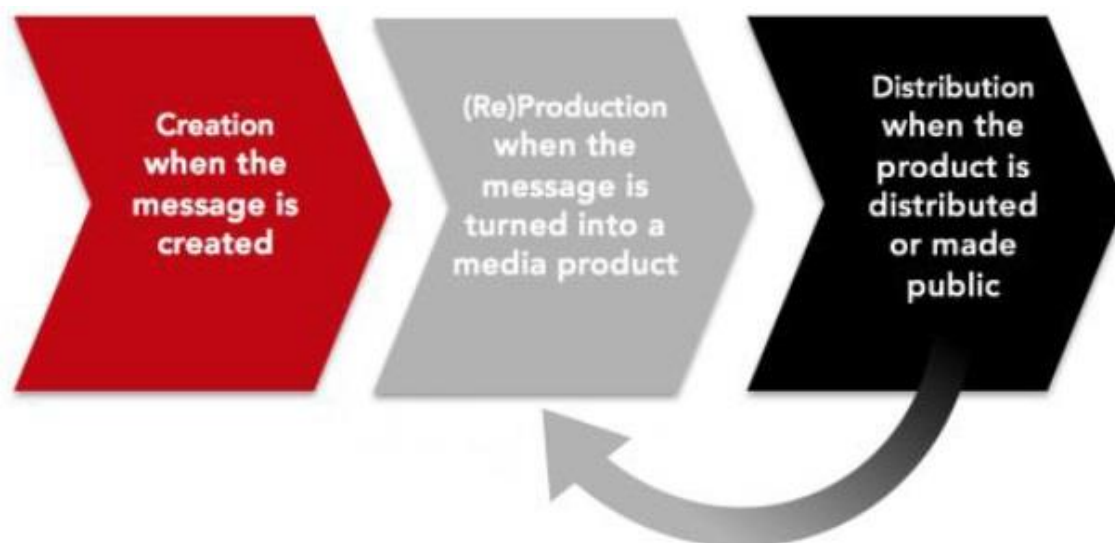 Creation
when the
message is
created
(Re)Production
when the
message is
turned into a
media product
Distribution
when the
product is
distributed
or made
public